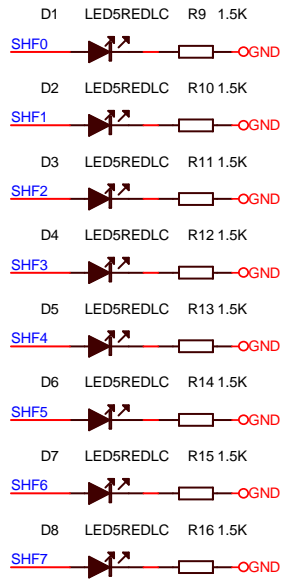 D1 LED5REDLC R9 1.5K
SHF0 GND
D2 LED5REDLC R10 1.5K
SHF1 GND
D3 LED5REDLC R11 1.5K
SHF2 GND
D4 LED5REDLC R12 1.5K
SHF3 GND
D5 LED5REDLC R13 1.5K
SHF4 GND
D6 LED5REDLC R14 1.5K
SHF5 GND
D7 LED5REDLC R15 1.5K
SHF6 GND
D8 LED5REDLC R16 1.5K
SHF7 GND